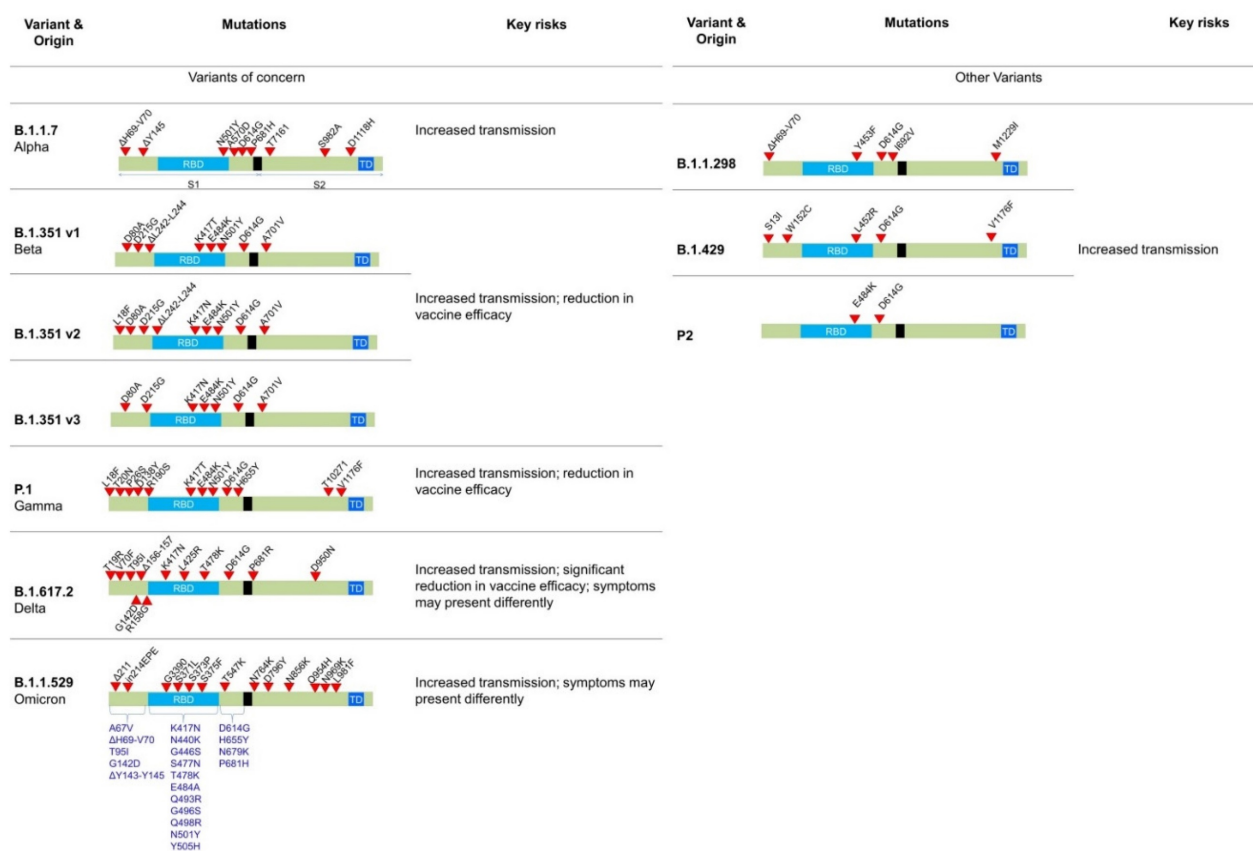 Variant & Origin
Mutations
Key risks
Variants of concern
B.1.1.7
Alpha
ΔH69-V70
ΔY145
N501Y
A570D
D614G
P681H
T7161
S982A
D1118H
RBD
TD
S1
S2
Increased transmission
B.1.351 v1
Beta
D80A
D215G
ΔL242-L244
K417T
E484K
N501Y
D614G
A701V
RBD
TD
B.1.351 v2
L18F
D80A
D215G
ΔL242-L244
K417N
E484K
N501Y
D614G
A701V
RBD
TD
Increased transmission; reduction in
vaccine efficacy
B.1.351 v3
D80A
D215G
K417N
E484K
N501Y
D614G
A701V
RBD
TD
P.1
Gamma
L18F
T20N
P26S
D138Y
R190S
K417T
E484K
N501Y
D614G
H655Y
T10271
V1176F
RBD
TD
Increased transmission; reduction in
vaccine efficacy
B.1.617.2
Delta
T19R
V70F
T95I
Δ156-157
K417N
L425R
T478K
D614G
P681R
D950N
RBD
TD
G142D
R158G
Increased transmission; significant
reduction in vaccine efficacy; symptoms
may present differently
B.1.1.529
Omicron
Δ211
in214EPE
G3390
S371L
S373P
S375F
T547K
N764K
D796Y
N856K
Q954H
N969K
L981F
RBD
TD
Increased transmission; symptoms may
present differently
A67V
ΔH69-V70
T95I
G142D
ΔY143-Y145
K417N
N440K
G446S
S477N
T478K
E484A
Q493R
G496S
Q498R
N501Y
Y505H
D614G
H655Y
N679K
P681H
Variant &
Origin
Mutations
Key risks
Other Variants
B.1.1.298
ΔH69-V70
Y453F
D614G
I692V
M1229I
RBD
TD
B.1.429
S13I
W152C
L452R
D614G
V1176F
RBD
TD
Increased transmission
P2
E484K
D614G
RBD
TD